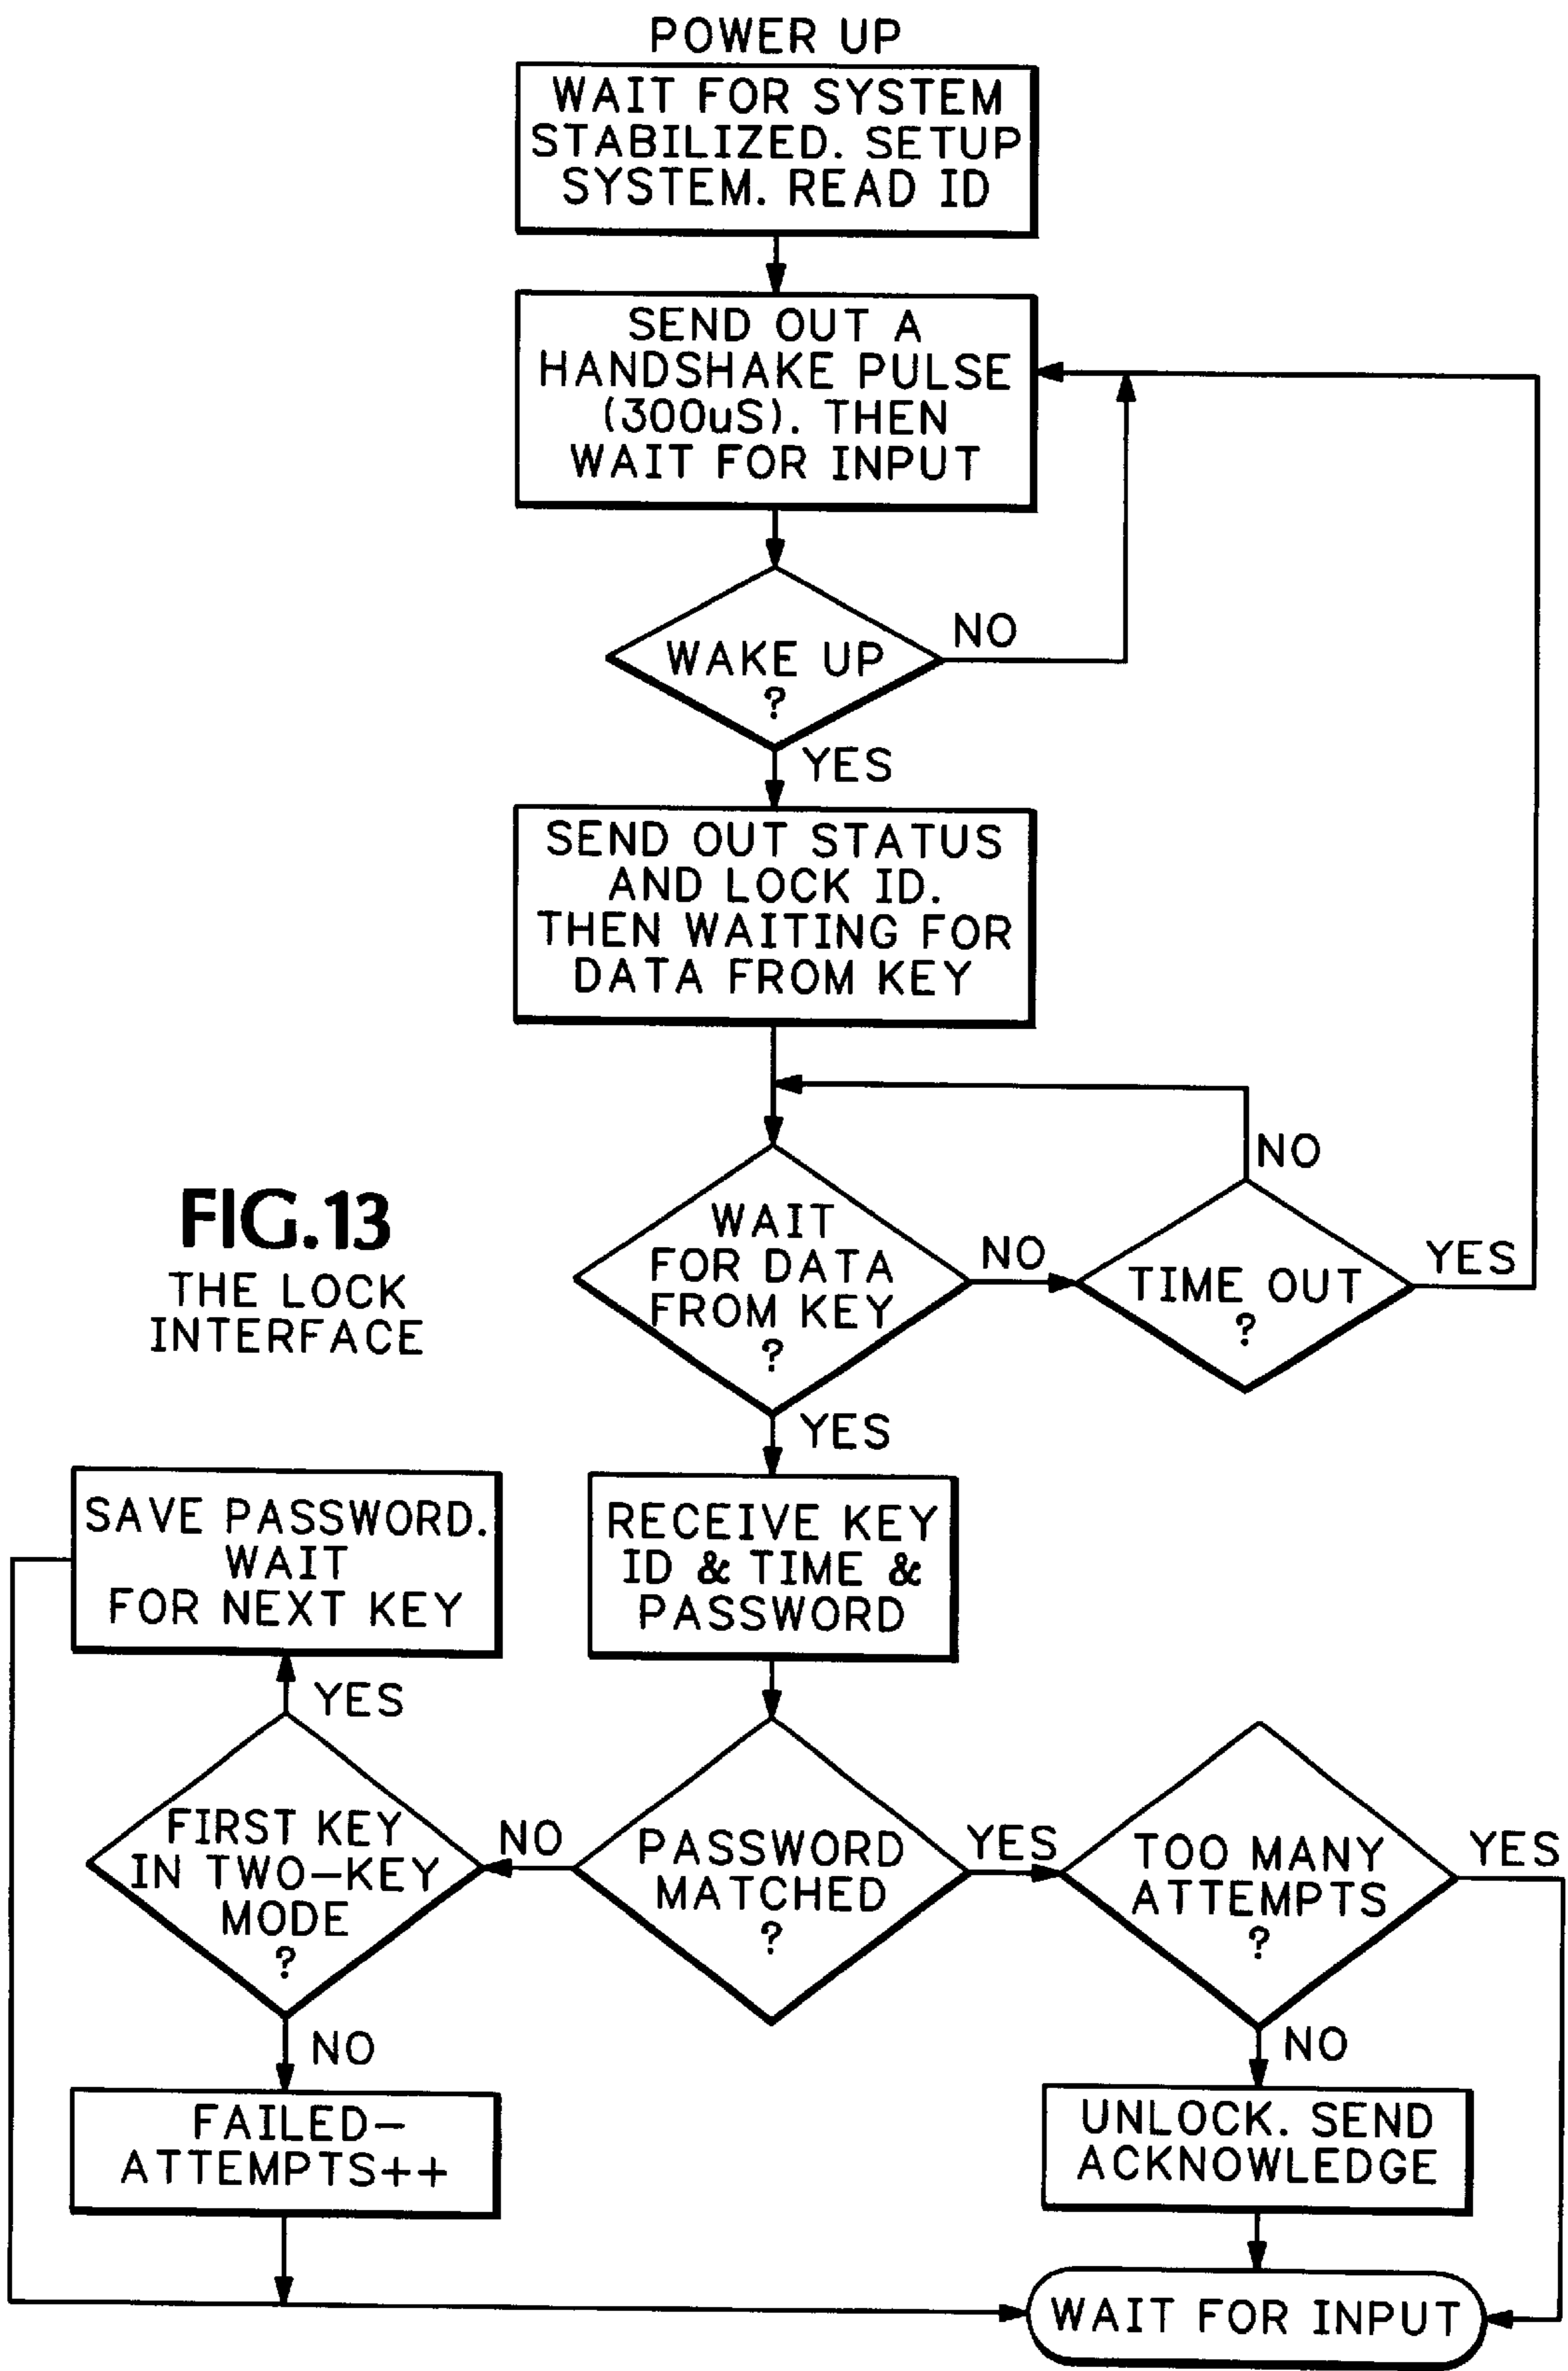 POWER UP
WAIT FOR SYSTEM
STABILIZED. SETUP
SYSTEM. READ ID
SEND OUT A
HANDSHAKE PULSE
(300uS). THEN
WAIT FOR INPUT
WAKE UP
?
NO
YES
SEND OUT STATUS
AND LOCK ID.
THEN WAITING FOR
DATA FROM KEY
WAIT
FOR DATA
FROM KEY
?
NO
TIME OUT
?
NO
YES
FIG.13
THE LOCK
INTERFACE
YES
RECEIVE KEY
ID & TIME &
PASSWORD
SAVE PASSWORD.
WAIT
FOR NEXT KEY
YES
FIRST KEY
IN TWO-KEY
MODE
?
NO
PASSWORD
MATCHED
?
YES
TOO MANY
ATTEMPTS
?
YES
NO
FAILED-
ATTEMPTS++
NO
UNLOCK. SEND
ACKNOWLEDGE
WAIT FOR INPUT